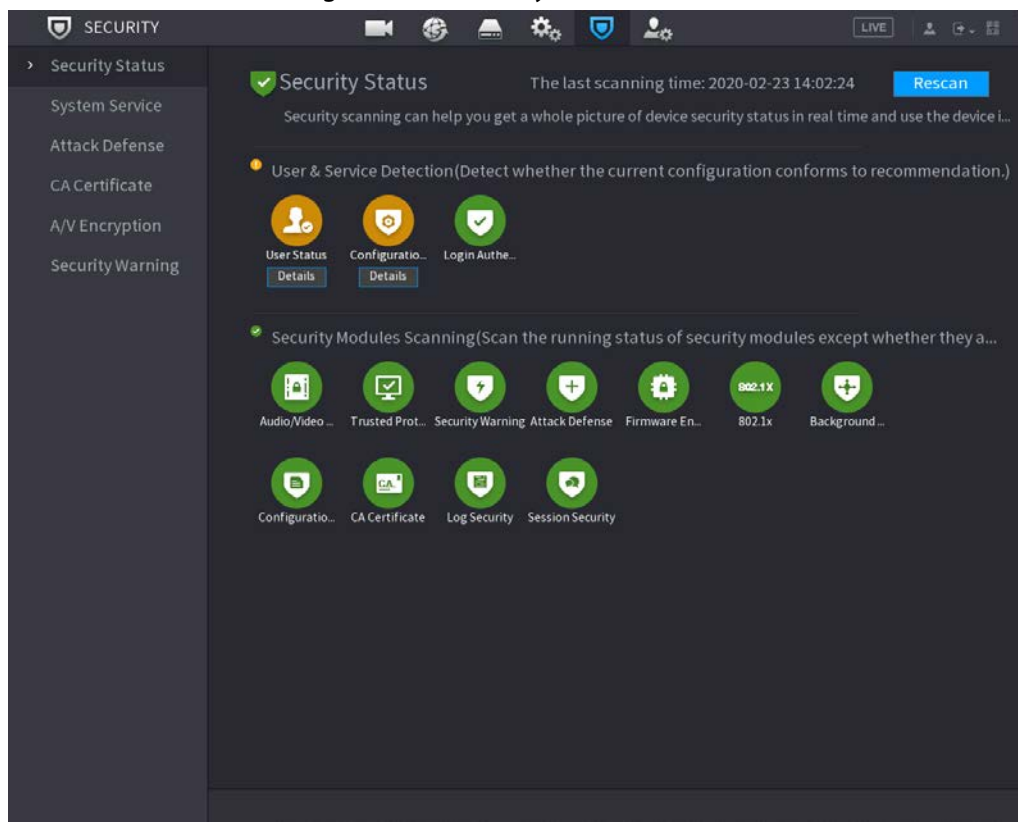 SECURITY
LIVE
Security Status
System Service
Attack Defense
CA Certificate
A/V Encryption
Security Warning
Security Status
The last scanning time: 2020-02-23 14:02:24
Rescan
Security scanning can help you get a whole picture of device security status in real time and use the device i...
User & Service Detection(Detect whether the current configuration conforms to recommendation.)
User Status
Configuratio...
Login Authe...
Details
Details
Security Modules Scanning(Scan the running status of security modules except whether they a...
802.1X
Audio/Video ...
Trusted Prot...
Security Warning
Attack Defense
Firmware En...
802.1x
Background ...
CA
Configuratio...
CA Certificate
Log Security
Session Security